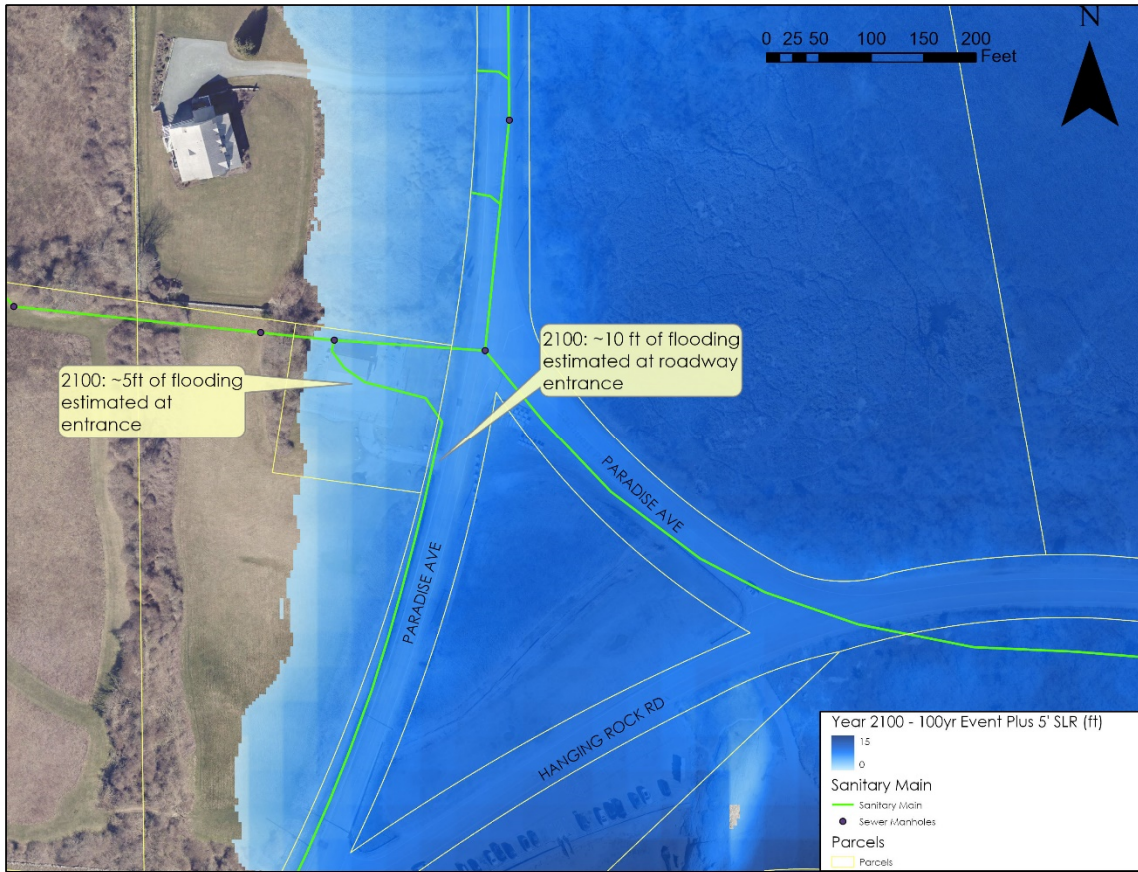 N
0 25 50 100 150 200
Feet
2100: ~10 ft of flooding
estimated at roadway
entrance
2100: ~5ft of flooding
estimated at
entrance
PARADISE AVE
PARADISE AVE
HANGING ROCK RD
Year 2100 - 100yr Event Plus 5' SLR (ft)
15
0
Sanitary Main
Sanitary Main
Sewer Manholes
Parcels
Parcels